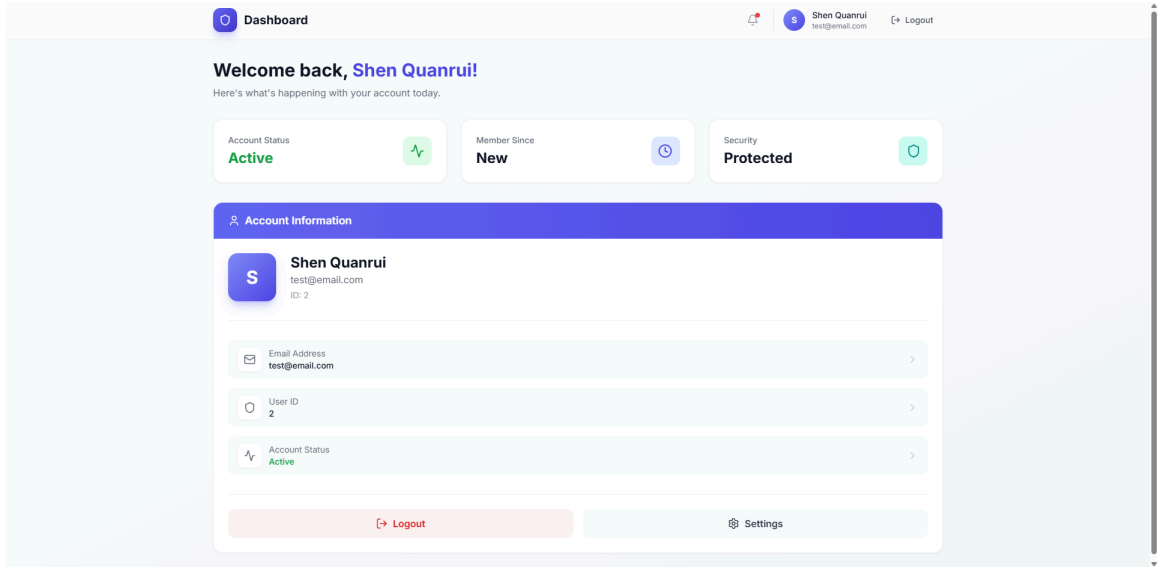 Dashboard
S
Shen Quanrui
test@email.com
Logout
Welcome back, Shen Quanrui!
Here's what's happening with your account today.
Account Status
Active
Member Since
New
Security
Protected
Account Information
S
Shen Quanrui
test@email.com
ID: 2
Email Address
test@email.com
User ID
2
Account Status
Active
Logout
Settings